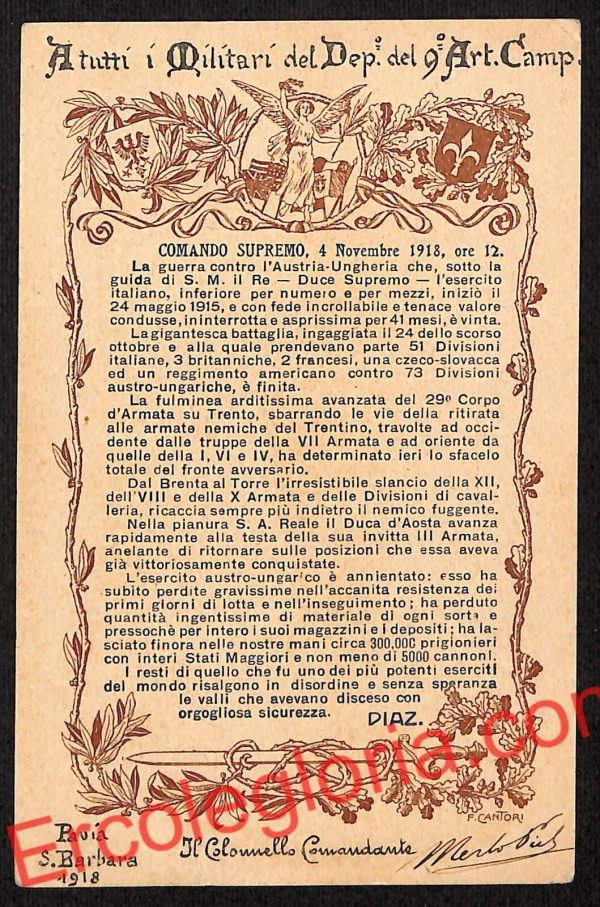 A tutti i Militari del Dep.º del 9º Art. Camp.
COMANDO SUPREMO, 4 Novembre 1918, ore 12.
La guerra contro l'Austria-Ungheria che, sotto la
guida di S. M. il Re — Duce Supremo — l'esercito
italiano, inferiore per numero e per mezzi, iniziò il
24 maggio 1915, e con fede incrollabile e tenace valore
condusse, ininterrotta e asprissima per 41 mesi, è vinta.
La gigantesca battaglia, ingaggiata il 24 dello scorso
ottobre e alla quale prendevano parte 51 Divisioni
italiane, 3 britanniche, 2 francesi, una czeco-slovacca
ed un reggimento americano contro 73 Divisioni
austro-ungariche, è finita.
La fulminea arditissima avanzata del 29º Corpo
d'Armata su Trento, sbarrando le vie della ritirata
alle armate nemiche del Trentino, travolte ad occi-
dente dalle truppe della VII Armata e ad oriente da
quelle della I, VI e IV, ha determinato ieri lo sfacelo
totale del fronte avversario.
Dal Brenta al Torre l'irresistibile slancio della XII,
dell'VIII e della X Armata e delle Divisioni di caval-
leria, ricaccia sempre più indietro il nemico fuggente.
Nella pianura S. A. Reale il Duca d'Aosta avanza
rapidamente alla testa della sua invitta III Armata,
anelante di ritornare sulle posizioni che essa aveva
già vittoriosamente conquistate.
L'esercito austro-ungarico è annientato: esso ha
subito perdite gravissime nell'accanita resistenza dei
primi giorni di lotta e nell'inseguimento; ha perduto
quantità ingentissime di materiale di ogni sorta e
pressochè per intero i suoi magazzini e i depositi; ha la-
sciato finora nelle nostre mani circa 300,000 prigionieri
con interi Stati Maggiori e non meno di 5000 cannoni.
I resti di quello che fu uno dei più potenti eserciti
del mondo risalgono in disordine e senza speranza
le valli che avevano disceso con
orgogliosa sicurezza. DIAZ.
F. CANTORI
Pavia
S. Barbara
1918
Il Colonnello Comandante
Ercolegloria.com